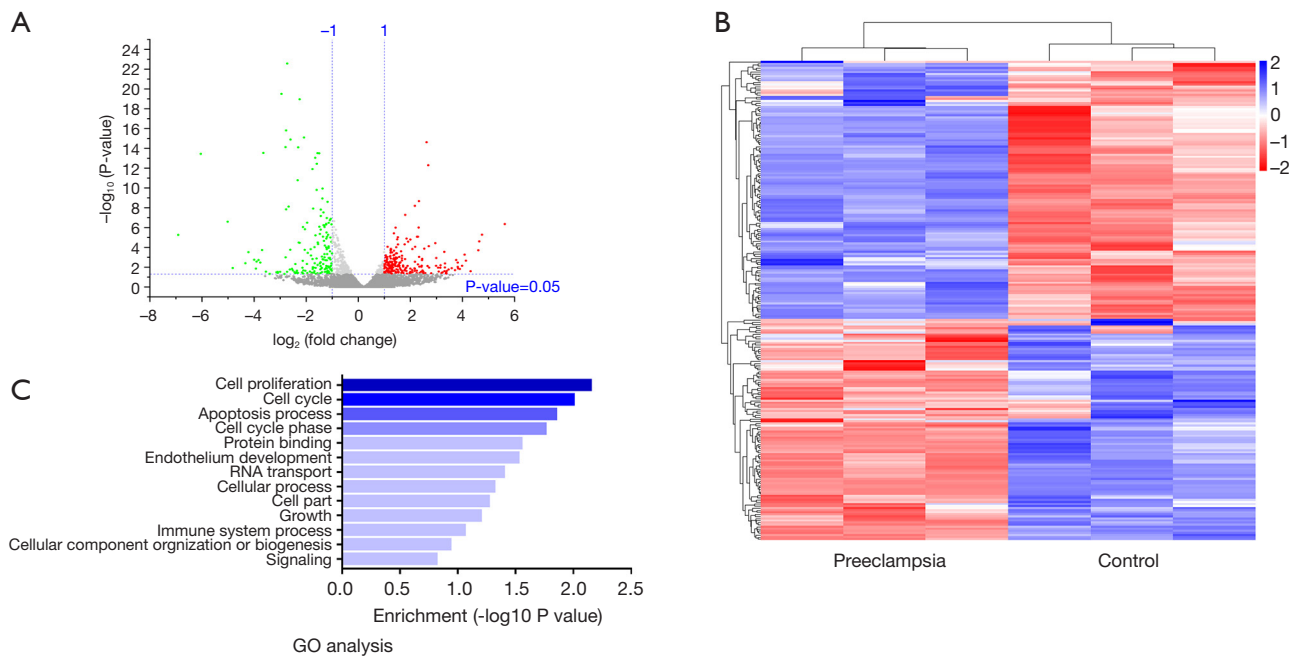 A
−1
1
24
22
20
18
16
14
12
10
8
6
4
2
0
−log₁₀ (P-value)
P-value=0.05
−8
−6
−4
−2
0
2
4
6
log₂ (fold change)
B
2
1
0
−1
−2
Preeclampsia
Control
C
Cell proliferation
Cell cycle
Apoptosis process
Cell cycle phase
Protein binding
Endothelium development
RNA transport
Cellular process
Cell part
Growth
Immune system process
Cellular component orgnization or biogenesis
Signaling
0.0
0.5
1.0
1.5
2.0
2.5
Enrichment (-log10 P value)
GO analysis